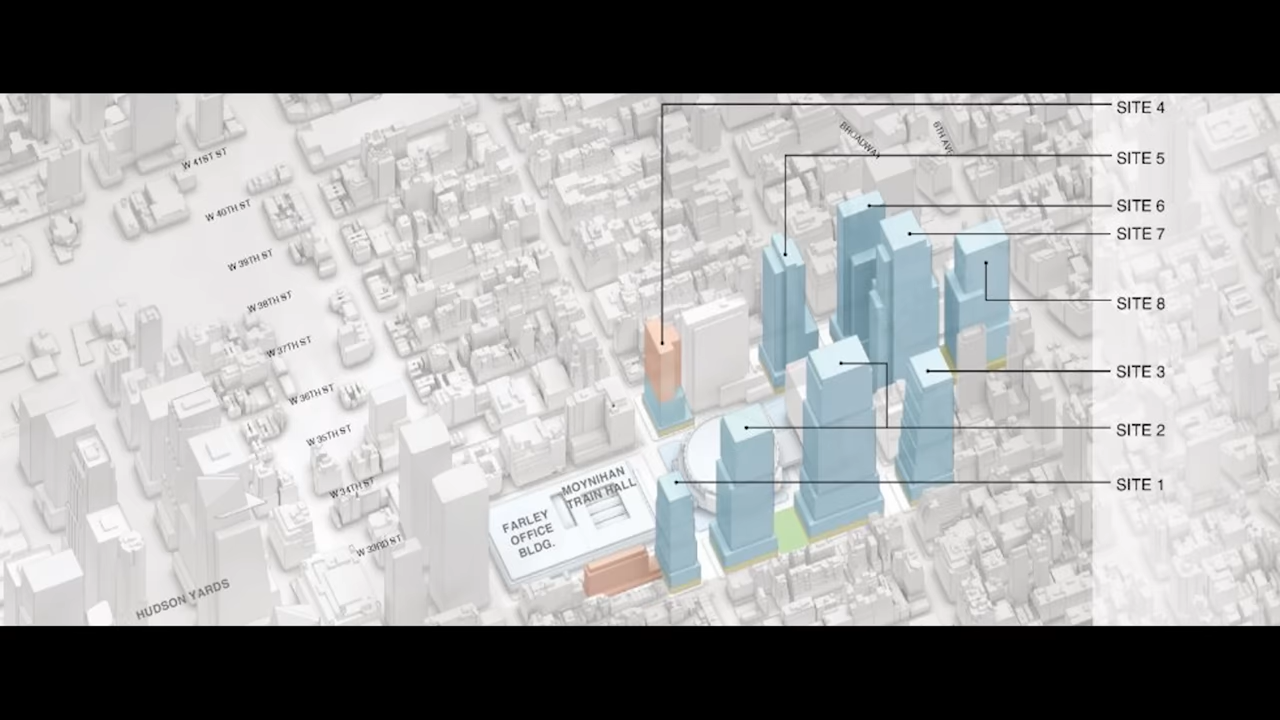 SITE 4
BROADWAY
6TH AVE
W 41ST ST
SITE 5
W 40TH ST
SITE 6
SITE 7
W 39TH ST
W 38TH ST
SITE 8
W 37TH ST
SITE 3
W 36TH ST
W 35TH ST
SITE 2
W 34TH ST
MOYNIHAN
TRAIN HALL
SITE 1
FARLEY
OFFICE
BLDG.
W 33RD ST
HUDSON YARDS